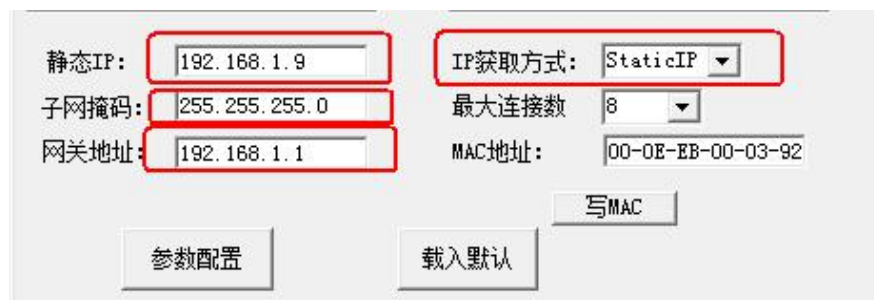 静态IP: 192.168.1.9 IP获取方式: StaticIP
子网掩码: 255.255.255.0 最大连接数 8
网关地址: 192.168.1.1 MAC地址: 00-0E-EB-00-03-92
写MAC
参数配置 载入默认